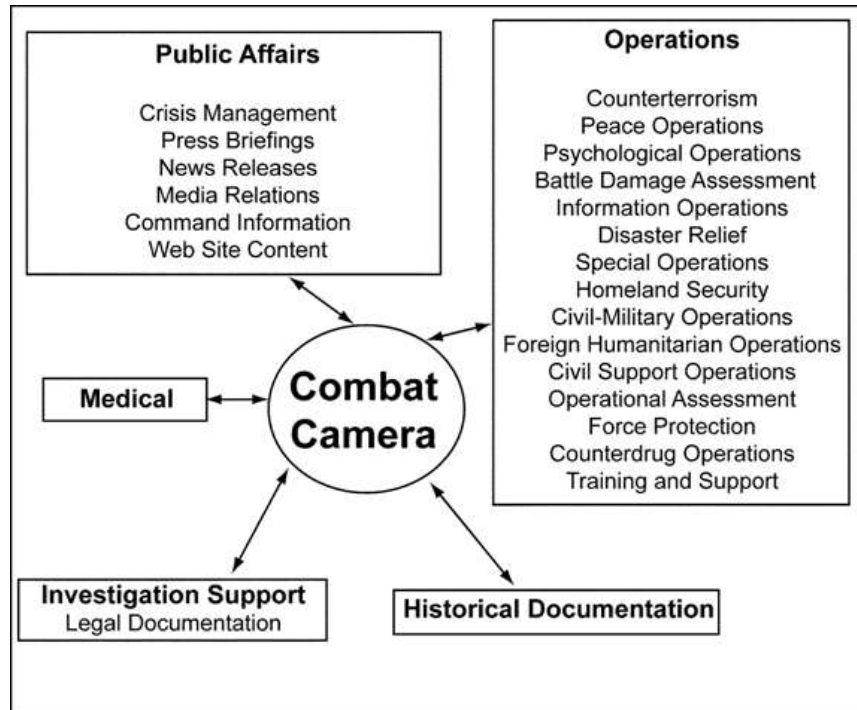 Public Affairs
Crisis Management
Press Briefings
News Releases
Media Relations
Command Information
Web Site Content
Operations
Counterterrorism
Peace Operations
Psychological Operations
Battle Damage Assessment
Information Operations
Disaster Relief
Special Operations
Homeland Security
Civil-Military Operations
Foreign Humanitarian Operations
Civil Support Operations
Operational Assessment
Force Protection
Counterdrug Operations
Training and Support
Medical
Combat
Camera
Investigation Support
Legal Documentation
Historical Documentation